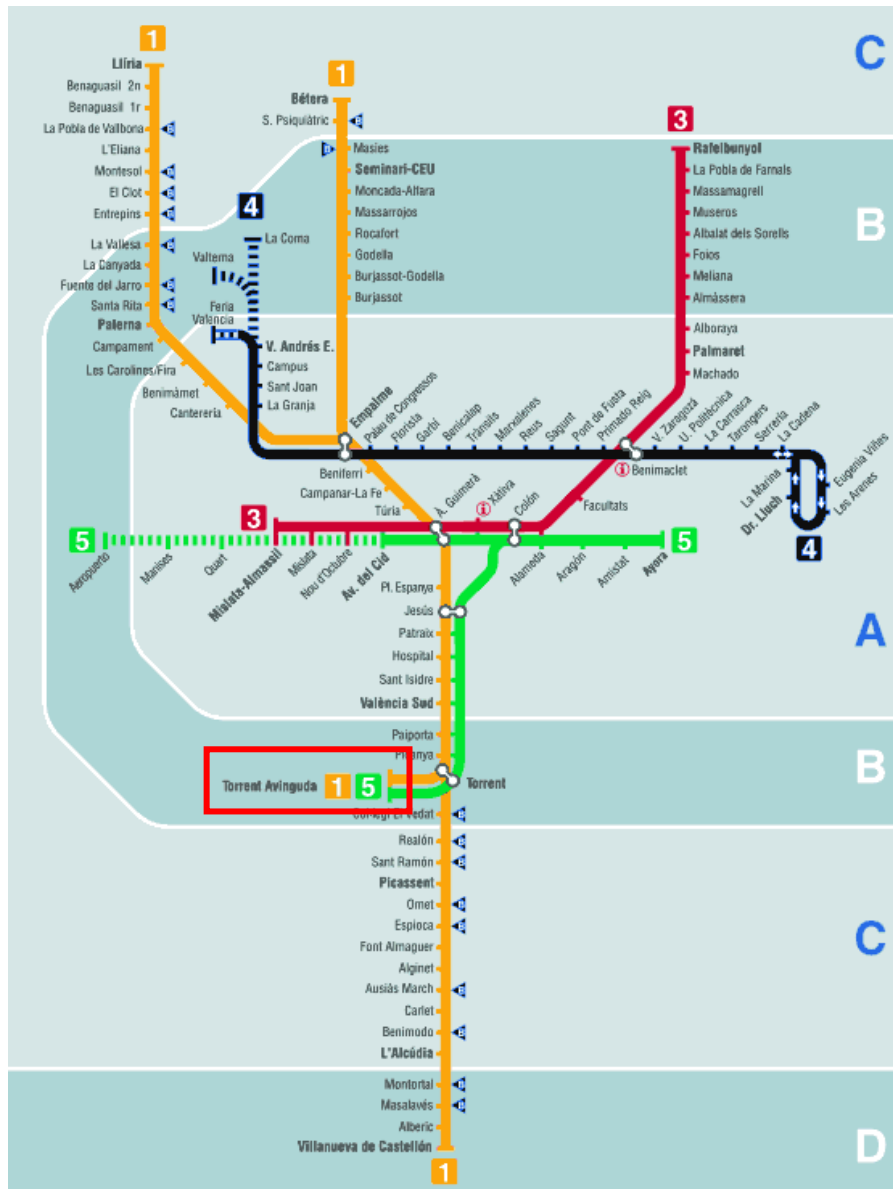 1
Llíria
Benaguasil 2n
Benaguasil 1r
La Pobla de Vallbona
L'Eliana
Montesol
El Clot
Entrepins
La Vallesa
La Canyada
Fuente del Jarro
Santa Rita
Paterna
Campament
Les Carolines/Fira
Benimàmet
Cantereria
1
Bétera
S. Psiquiàtric
Masies
Seminari-CEU
Moncada-Alfara
Massarrojos
Rocafort
Godella
Burjassot-Godella
Burjassot
3
Rafelbunyol
La Pobla de Farnals
Massamagrell
Museros
Albalat dels Sorells
Foios
Meliana
Almàssera
Alboraya
Palmaret
Machado
4
La Coma
Valterna
Feria
València
V. Andrés E.
Campus
Sant Joan
La Granja
Empalme
Palau de Congressos
Florista
Garbí
Benicalap
Trànsits
Marxalenes
Reus
Sagunt
Pont de Fusta
Primado Reig
Benimaclet
V. Zaragozá
U. Politècnica
La Carrasca
Tarongers
Serrería
La Cadena
Eugenia Viñes
Les Arenes
Dr. Lluch
La Marina
4
Beniferri
Campanar-La Fe
Túria
À. Guimerà
Xàtiva
Colón
Facultats
3
5
Aeropuerto
Manises
Quart
Mislata-Almassil
Mislata
Nou d'Octubre
Av. del Cid
Alameda
Aragón
Amistat
Ayora
5
Pl. Espanya
Jesús
Patraix
Hospital
Sant Isidre
València Sud
Paiporta
Torrent Avinguda 1 5
Torrent
Realón
Sant Ramón
Picassent
Omet
Espioca
Font Almaguer
Alginet
Ausiàs March
Carlet
Benimodo
L'Alcúdia
Montortal
Masalavés
Alberic
Villanueva de Castellón
1
C
B
A
B
C
D